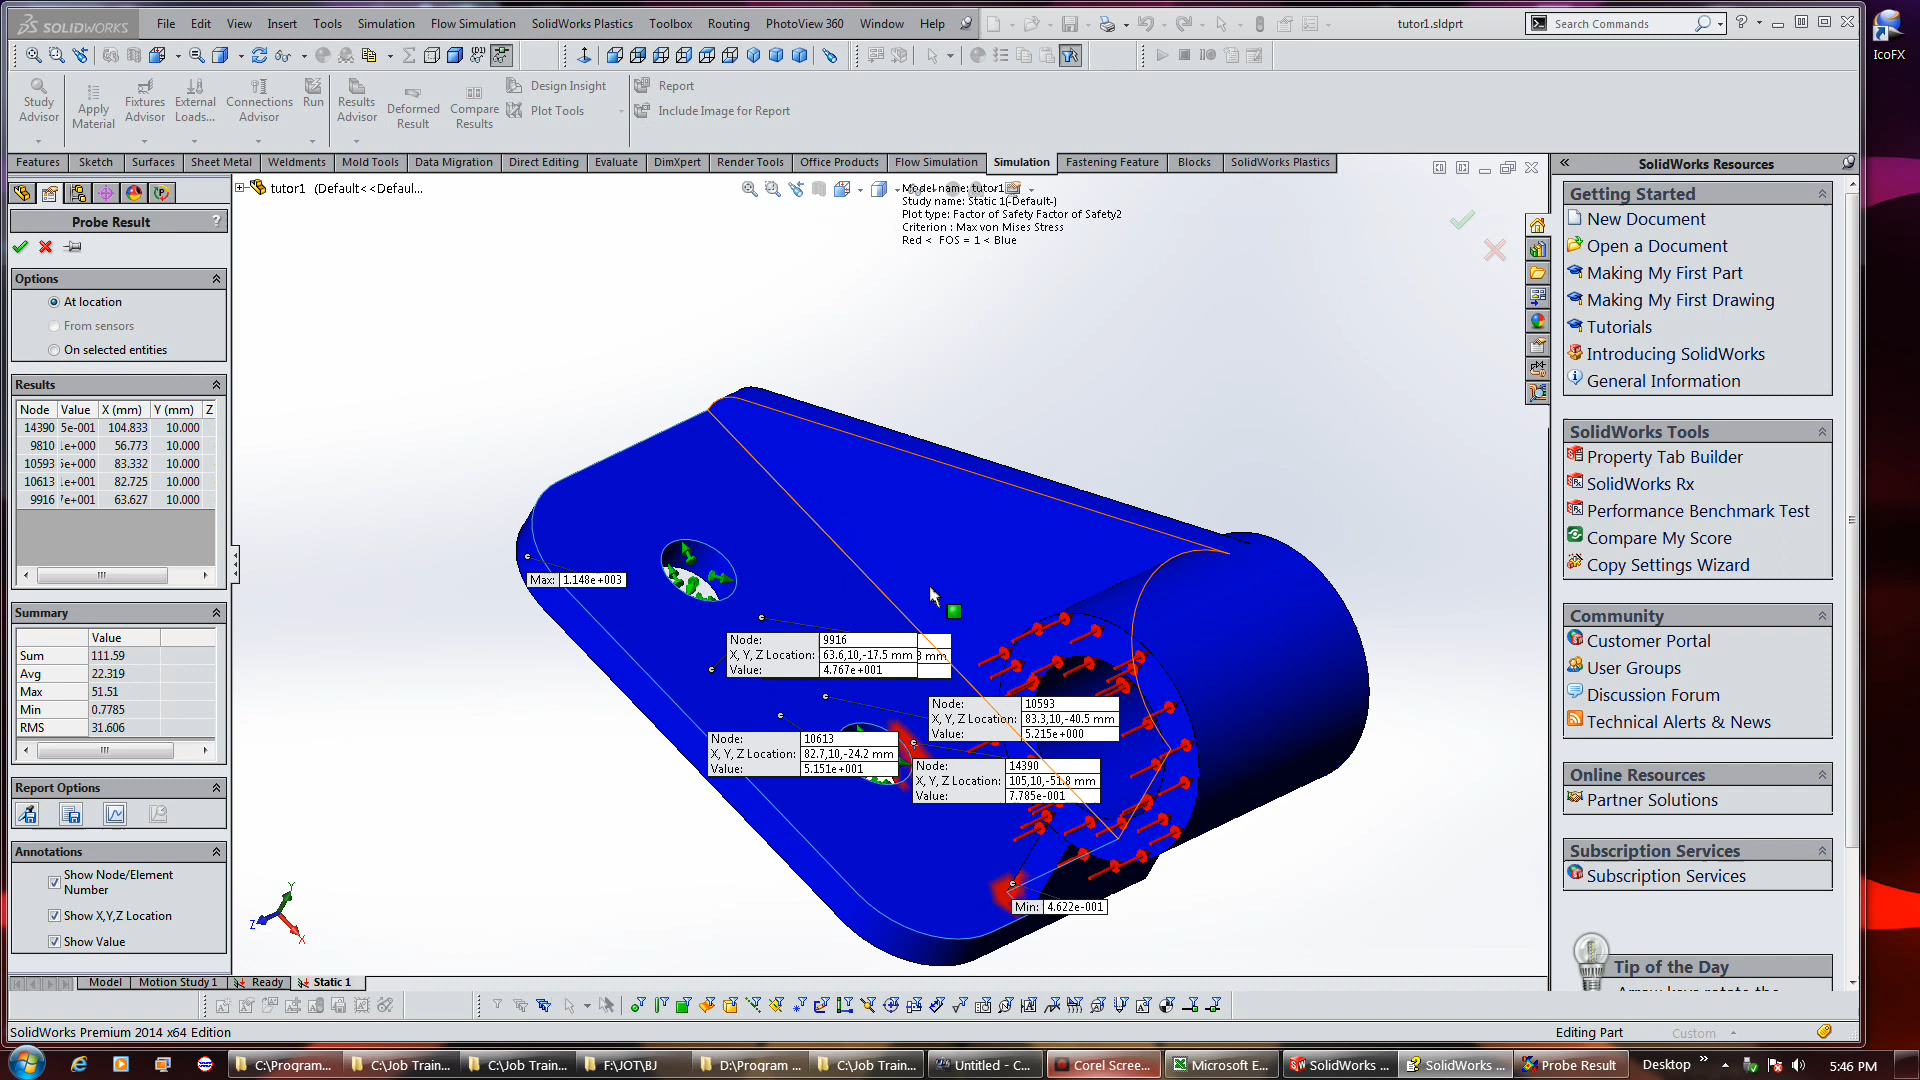 SOLIDWORKS File Edit View Insert Tools Simulation Flow Simulation SolidWorks Plastics Toolbox Routing PhotoView 360 Window Help tutor1.sldprt Search Commands
IcoFX
Study Advisor
Apply Material
Fixtures Advisor
External Loads...
Connections Advisor
Run
Results Advisor
Deformed Result
Compare Results
Design Insight
Plot Tools
Report
Include Image for Report
Features Sketch Surfaces Sheet Metal Weldments Mold Tools Data Migration Direct Editing Evaluate DimXpert Render Tools Office Products Flow Simulation Simulation Fastening Feature Blocks SolidWorks Plastics
tutor1 (Default<<Defaul...
Probe Result ?
Options
At location
From sensors
On selected entities
Results
Node Value X (mm) Y (mm) Z
14390 5e-001 104.833 10.000
9810 1e+000 56.773 10.000
10593 5e+000 83.332 10.000
10613 1e+001 82.725 10.000
9916 7e+001 63.627 10.000
Summary
Value
Sum 111.59
Avg 22.319
Max 51.51
Min 0.7785
RMS 31.606
Report Options
Annotations
Show Node/Element Number
Show X,Y,Z Location
Show Value
Model name: tutor1
Study name: Static 1(-Default-)
Plot type: Factor of Safety Factor of Safety2
Criterion : Max von Mises Stress
Red < FOS = 1 < Blue
Max: 1.148e+003
Node: 9916
X, Y, Z Location: 63.6,10,-17.5 mm
Value: 4.767e+001
mm
Node: 10593
X, Y, Z Location: 83.3,10,-40.5 mm
Value: 5.215e+000
Node: 10613
X, Y, Z Location: 82.7,10,-24.2 mm
Value: 5.151e+001
Node: 14390
X, Y, Z Location: 105,10,-51.8 mm
Value: 7.785e-001
Min: 4.622e-001
Y
Z
X
SolidWorks Resources
Getting Started
New Document
Open a Document
Making My First Part
Making My First Drawing
Tutorials
Introducing SolidWorks
General Information
SolidWorks Tools
Property Tab Builder
SolidWorks Rx
Performance Benchmark Test
Compare My Score
Copy Settings Wizard
Community
Customer Portal
User Groups
Discussion Forum
Technical Alerts & News
Online Resources
Partner Solutions
Subscription Services
Subscription Services
Tip of the Day
Model Motion Study 1 Ready Static 1
SolidWorks Premium 2014 x64 Edition Editing Part Custom
C:\Program... C:\Job Train... C:\Job Train... F:\JOT\BJ D:\Program ... C:\Job Train... Untitled - C... Corel Scree... Microsoft E... SolidWorks ... SolidWorks ... Probe Result Desktop 5:46 PM